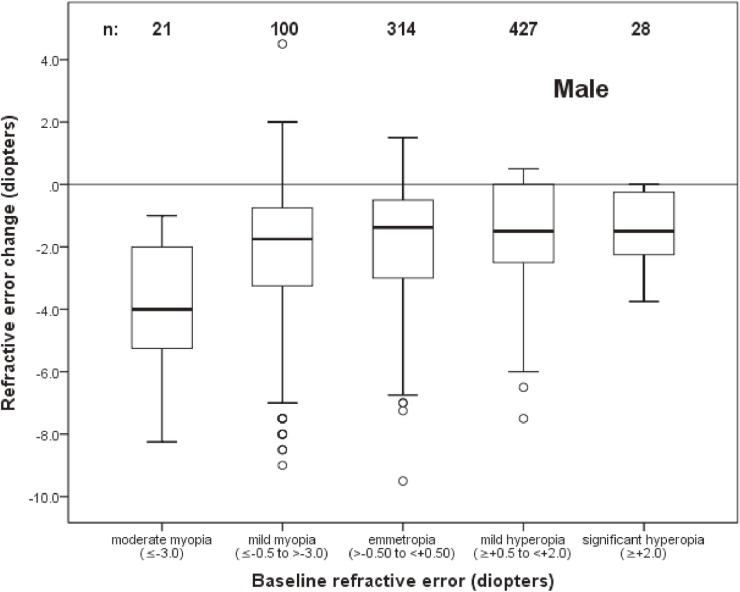 n: 21 100 314 427 28
Male
Refractive error change (diopters)
4.0
2.0
.0
-2.0
-4.0
-6.0
-8.0
-10.0
moderate myopia
(≤-3.0)
mild myopia
(≤-0.5 to >-3.0)
emmetropia
(>-0.50 to <+0.50)
mild hyperopia
(≥+0.5 to <+2.0)
significant hyperopia
(≥+2.0)
Baseline refractive error (diopters)